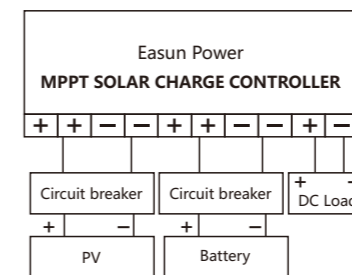 Easun Power
MPPT SOLAR CHARGE CONTROLLER
+ + − − + + − − + −
Circuit breaker Circuit breaker + −
DC Load
+ − + −
PV Battery